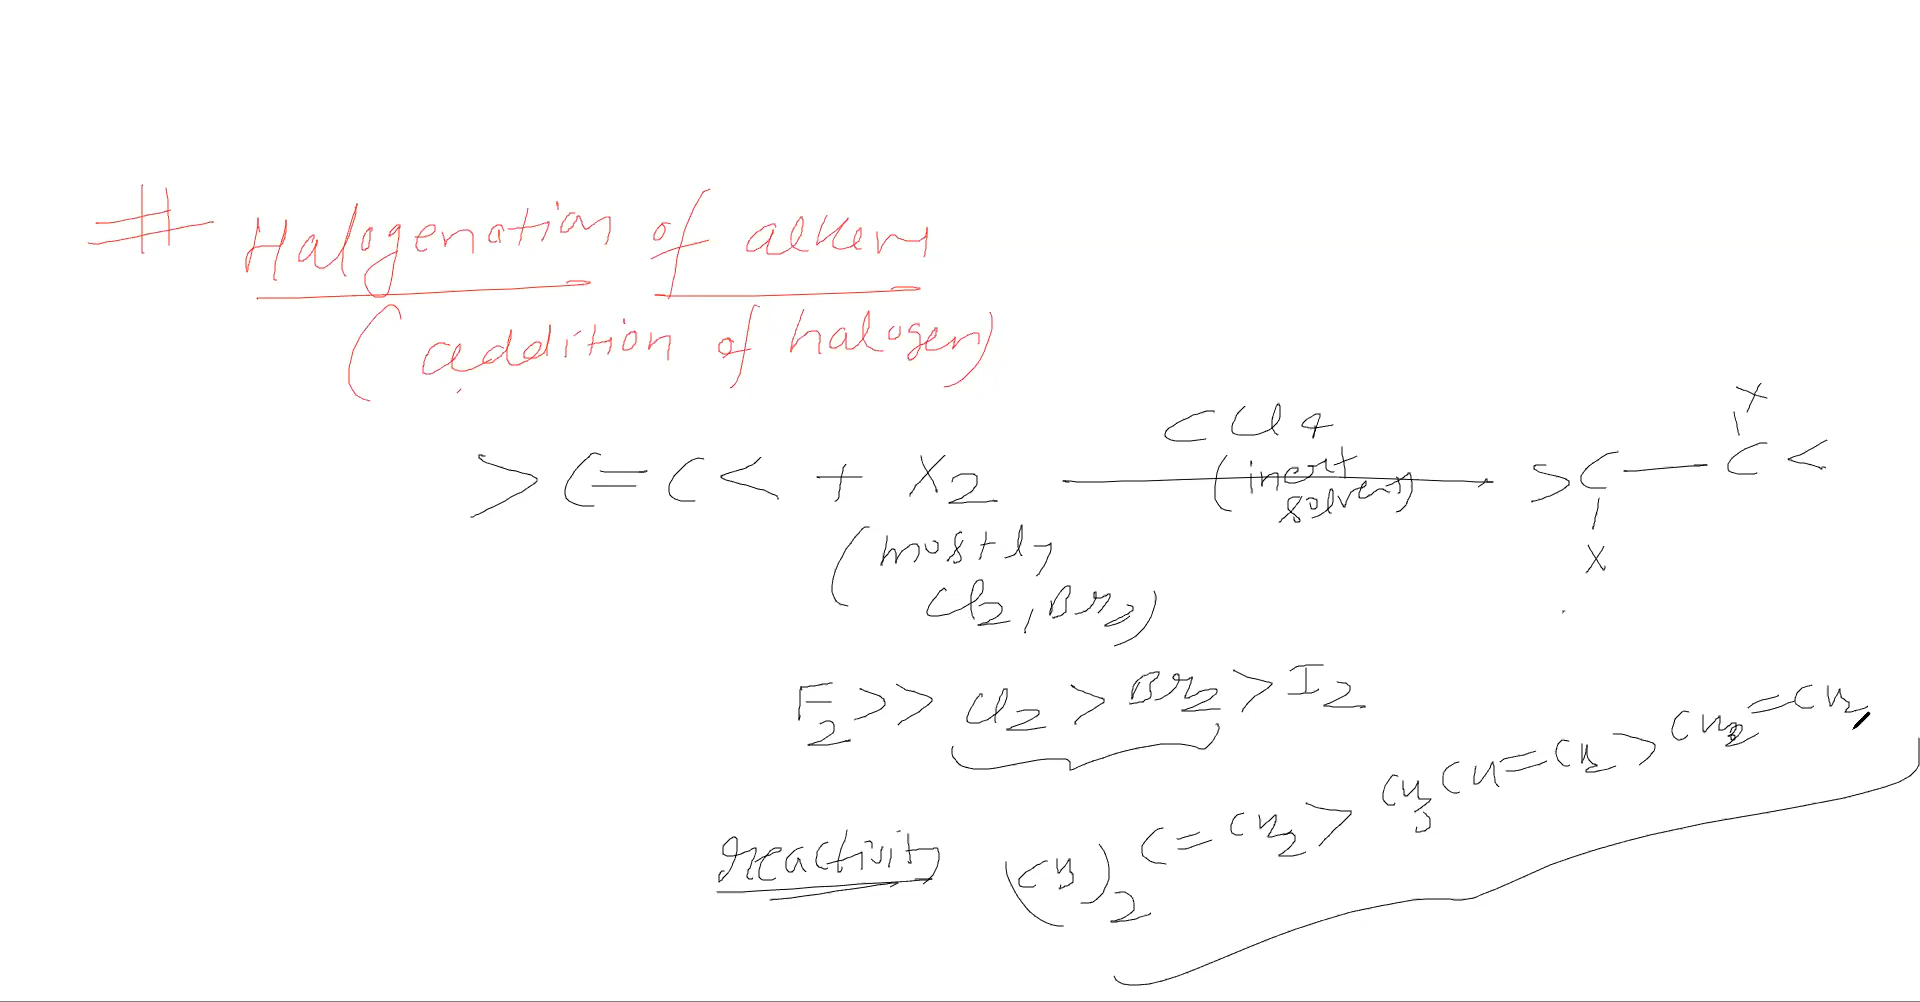 # Halogenation of alkene
(addition of halogen)
>C=C< + X2 CCl4 (inert solvent) >C—C<
X
X
(mostly
Cl2, Br2)
F2 >> Cl2 > Br2 > I2
reactivity (CH3)2 C=CH2 > CH3CH=CH2 > CH2=CH2